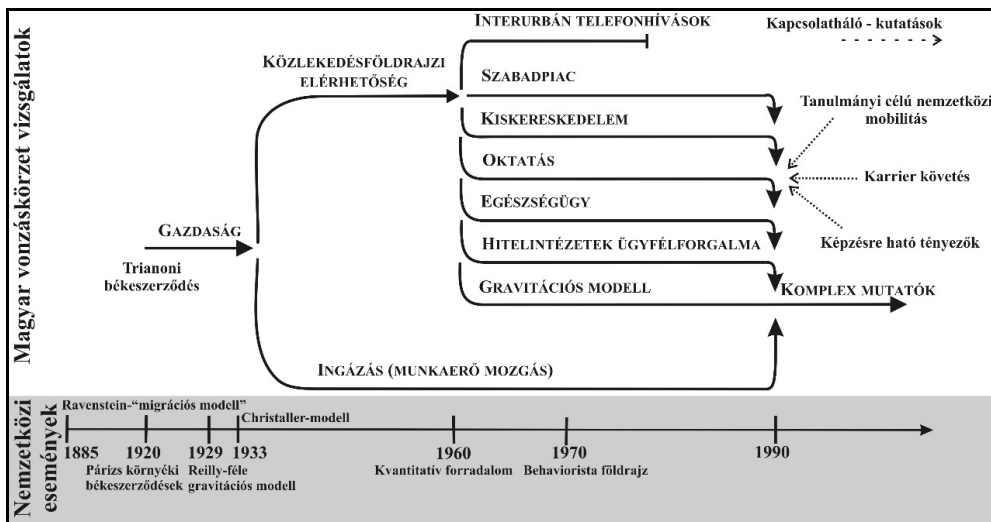 Magyar vonzáskörzet vizsgálatok
INTERURBÁN TELEFONHÍVÁSOK
Kapcsolatháló - kutatások
KÖZLEKEDÉSFÖLDRAJZI
ELÉRHETŐSÉG
SZABADPIAC
KISKERESKEDELEM
Tanulmányi célú nemzetközi
mobilitás
OKTATÁS
Karrier követés
EGÉSZSÉGÜGY
GAZDASÁG
Trianoni
békeszerződés
HITELINTÉZETEK ÜGYFÉLFORGALMA
Képzésre ható tényezők
GRAVITÁCIÓS MODELL
KOMPLEX MUTATÓK
INGÁZÁS (MUNKAERŐ MOZGÁS)
Nemzetközi
események
Ravenstein-“migrációs modell”
Christaller-modell
1885 1920 1929 1933 1960 1970 1990
Párizs környéki
békeszerződések
Reilly-féle
gravitációs modell
Kvantitatív forradalom
Behaviorista földrajz